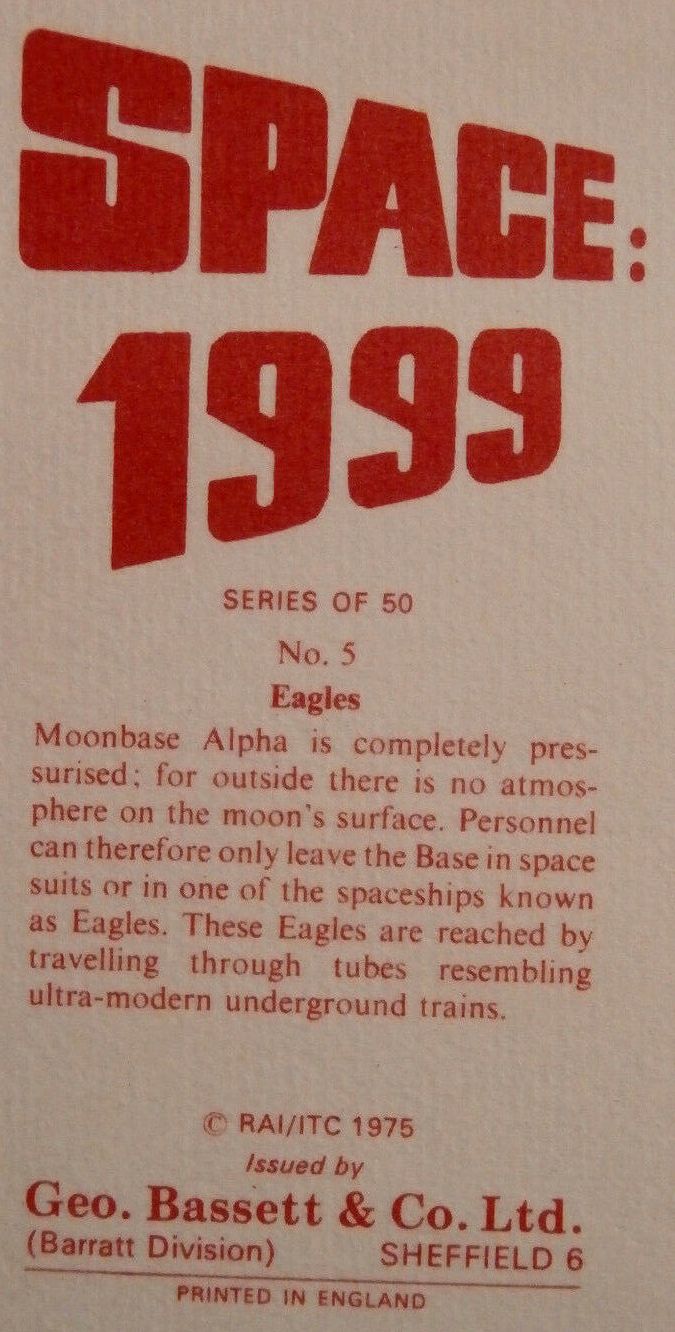 SPACE:
1999
SERIES OF 50
No. 5
Eagles
Moonbase Alpha is completely pres-
surised; for outside there is no atmos-
phere on the moon's surface. Personnel
can therefore only leave the Base in space
suits or in one of the spaceships known
as Eagles. These Eagles are reached by
travelling through tubes resembling
ultra-modern underground trains.
© RAI/ITC 1975
Issued by
Geo. Bassett & Co. Ltd.
(Barratt Division) SHEFFIELD 6
PRINTED IN ENGLAND